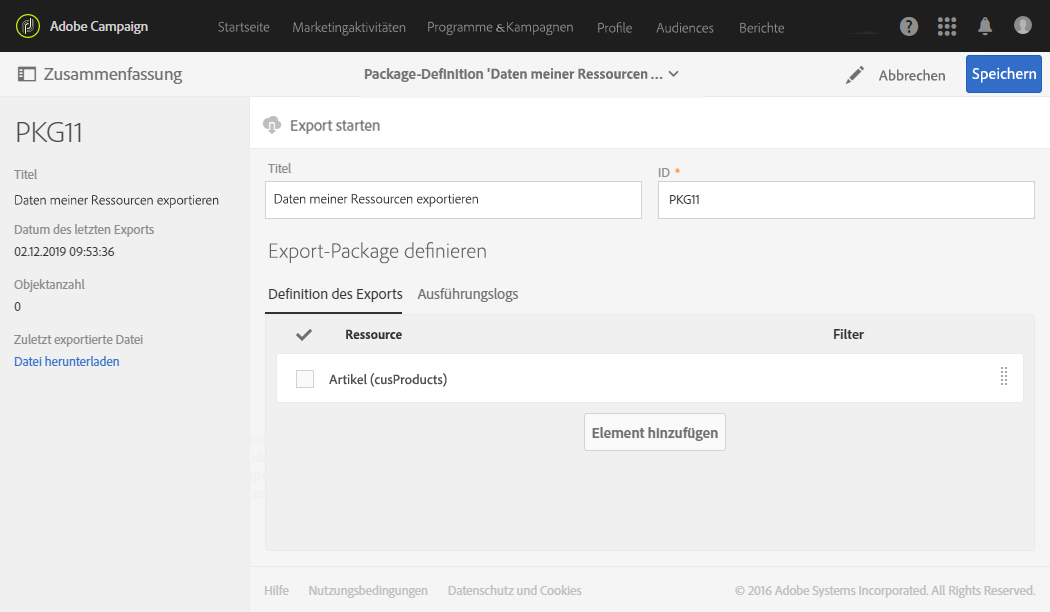 Adobe Campaign
Startseite
Marketingaktivitäten
Programme & Kampagnen
Profile
Audiences
Berichte
Zusammenfassung
Package-Definition 'Daten meiner Ressourcen ...
Abbrechen
Speichern
PKG11
Titel
Daten meiner Ressourcen exportieren
Datum des letzten Exports
02.12.2019 09:53:36
Objektanzahl
0
Zuletzt exportierte Datei
Datei herunterladen
Export starten
Titel
ID *
Daten meiner Ressourcen exportieren
PKG11
Export-Package definieren
Definition des Exports
Ausführungslogs
Ressource
Filter
Artikel (cusProducts)
Element hinzufügen
Hilfe
Nutzungsbedingungen
Datenschutz und Cookies
© 2016 Adobe Systems Incorporated. All Rights Reserved.